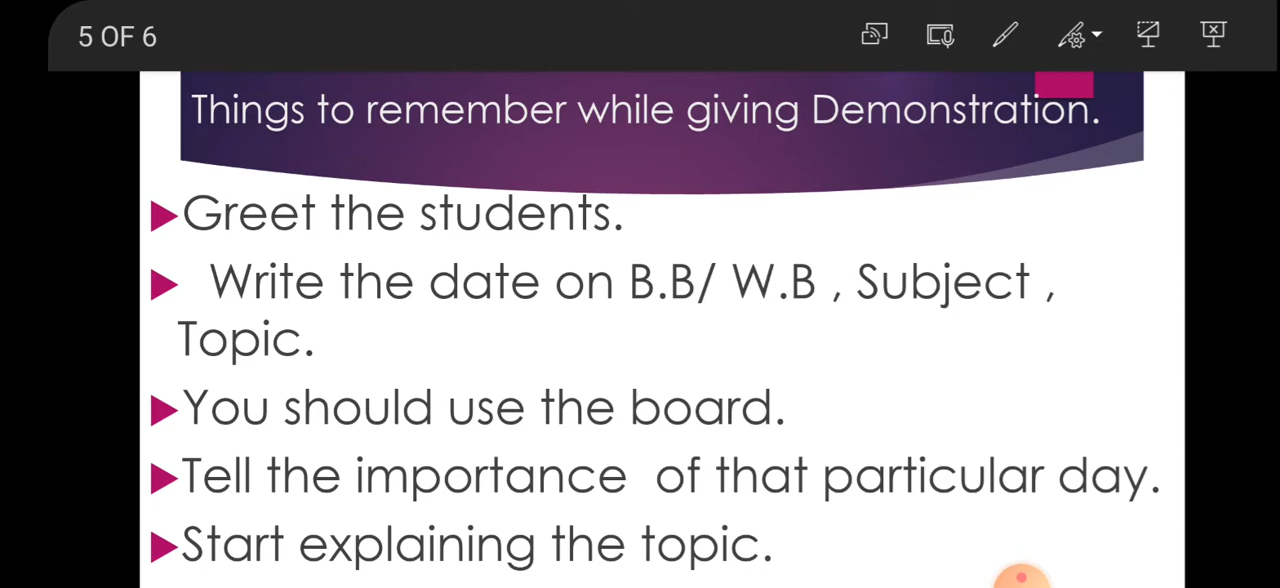 5 OF 6
Things to remember while giving Demonstration.
Greet the students.
Write the date on B.B/ W.B , Subject ,
Topic.
You should use the board.
Tell the importance of that particular day.
Start explaining the topic.